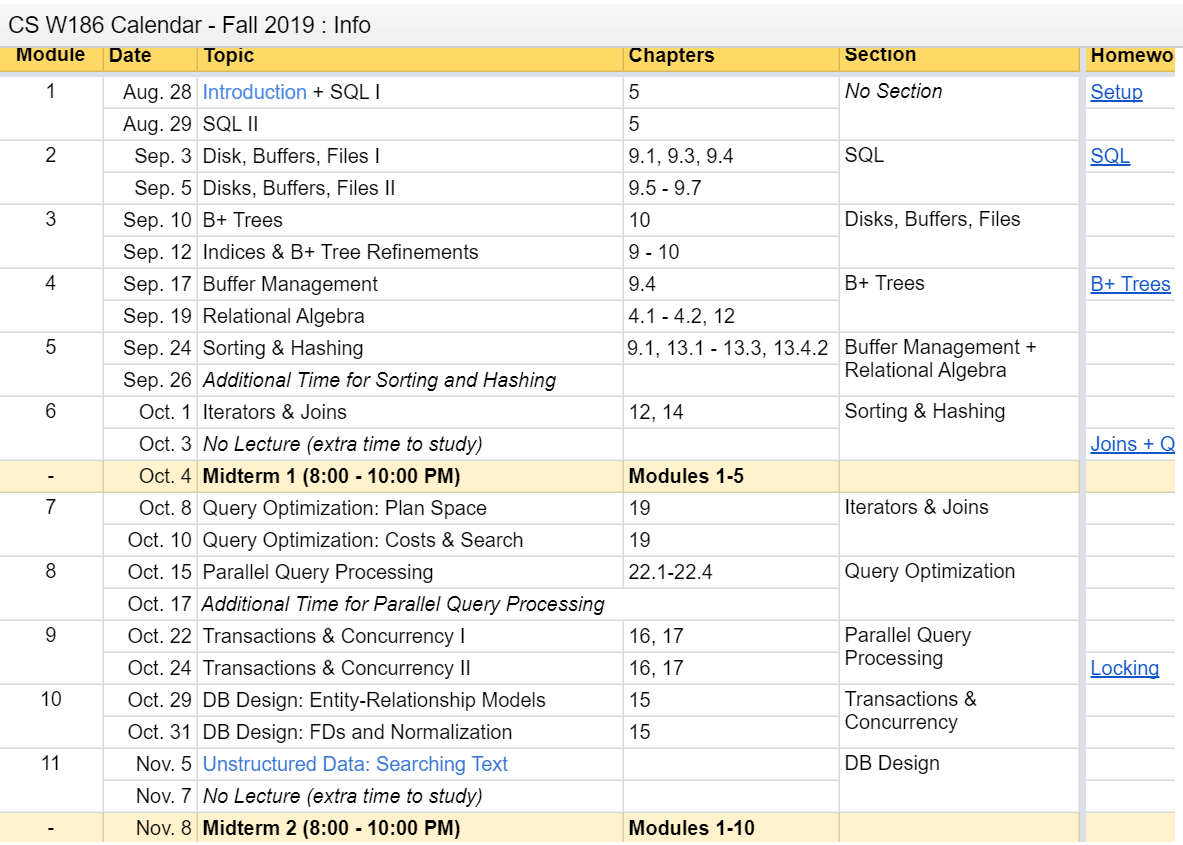 CS W186 Calendar - Fall 2019 : Info
Module Date Topic Chapters Section Homewo
1 Aug. 28 Introduction + SQL I 5 No Section Setup
Aug. 29 SQL II 5
2 Sep. 3 Disk, Buffers, Files I 9.1, 9.3, 9.4 SQL SQL
Sep. 5 Disks, Buffers, Files II 9.5 - 9.7
3 Sep. 10 B+ Trees 10 Disks, Buffers, Files
Sep. 12 Indices & B+ Tree Refinements 9 - 10
4 Sep. 17 Buffer Management 9.4 B+ Trees B+ Trees
Sep. 19 Relational Algebra 4.1 - 4.2, 12
5 Sep. 24 Sorting & Hashing 9.1, 13.1 - 13.3, 13.4.2 Buffer Management +
Relational Algebra
Sep. 26 Additional Time for Sorting and Hashing
6 Oct. 1 Iterators & Joins 12, 14 Sorting & Hashing
Oct. 3 No Lecture (extra time to study) Joins + Q
- Oct. 4 Midterm 1 (8:00 - 10:00 PM) Modules 1-5
7 Oct. 8 Query Optimization: Plan Space 19 Iterators & Joins
Oct. 10 Query Optimization: Costs & Search 19
8 Oct. 15 Parallel Query Processing 22.1-22.4 Query Optimization
Oct. 17 Additional Time for Parallel Query Processing
9 Oct. 22 Transactions & Concurrency I 16, 17 Parallel Query
Processing
Oct. 24 Transactions & Concurrency II 16, 17 Locking
10 Oct. 29 DB Design: Entity-Relationship Models 15 Transactions &
Concurrency
Oct. 31 DB Design: FDs and Normalization 15
11 Nov. 5 Unstructured Data: Searching Text DB Design
Nov. 7 No Lecture (extra time to study)
- Nov. 8 Midterm 2 (8:00 - 10:00 PM) Modules 1-10